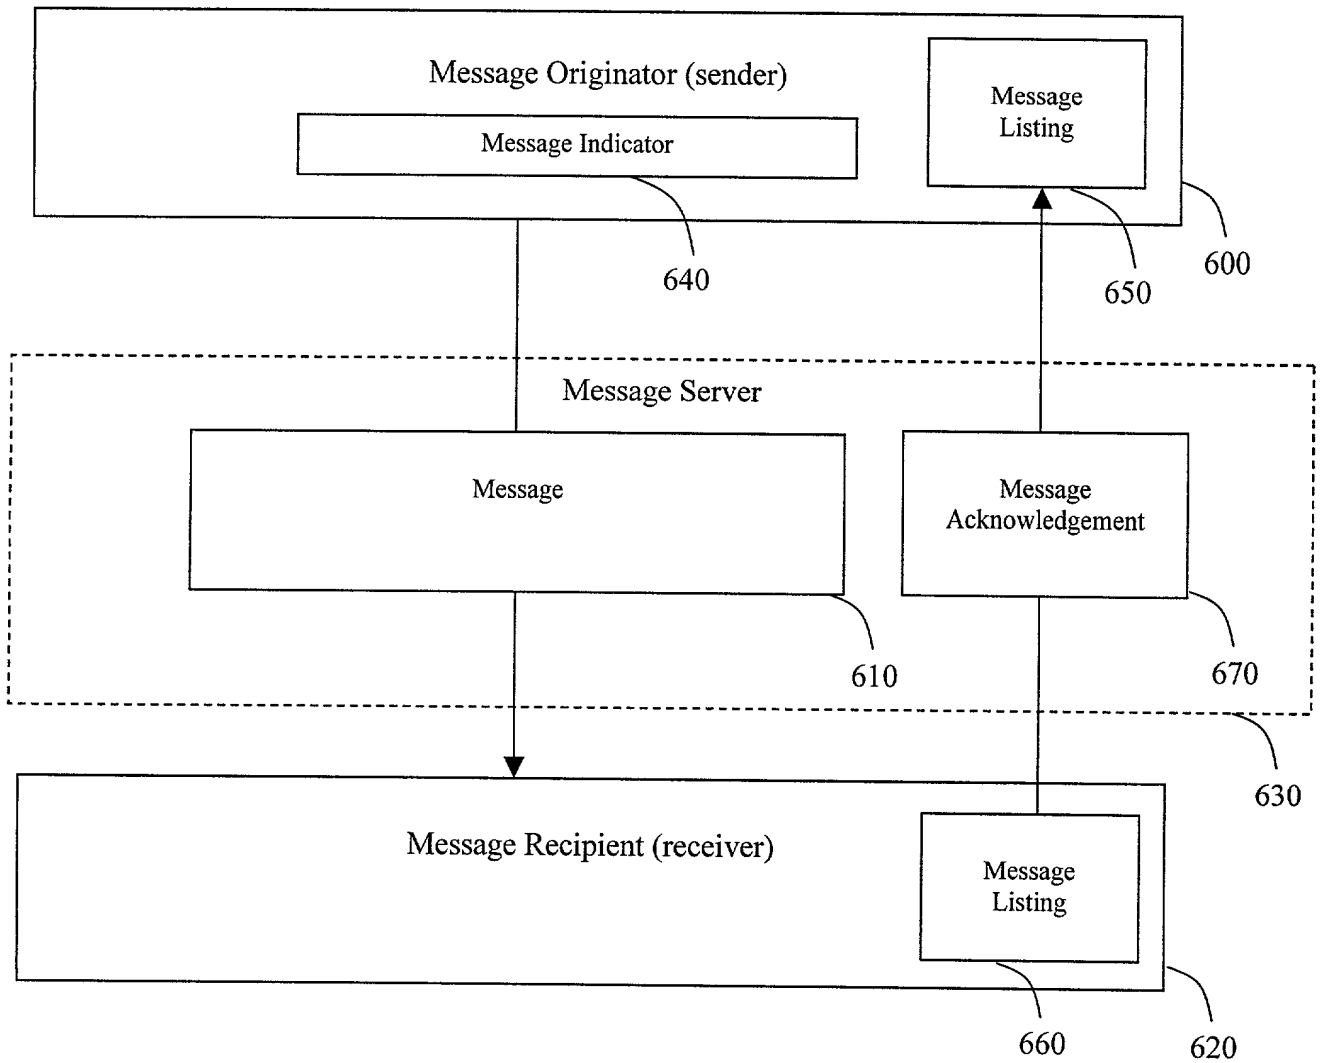 Message Originator (sender)
Message
Listing
Message Indicator
640
650
600
Message Server
Message
Message
Acknowledgement
610
670
630
Message Recipient (receiver)
Message
Listing
660
620